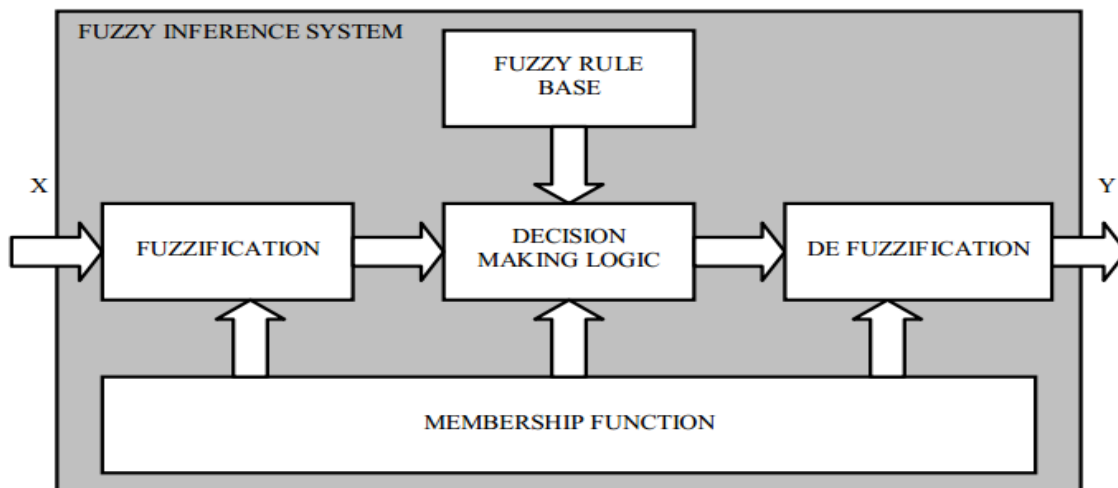 FUZZY INFERENCE SYSTEM
FUZZY RULE
BASE
X
Y
FUZZIFICATION
DECISION
MAKING LOGIC
DE FUZZIFICATION
MEMBERSHIP FUNCTION